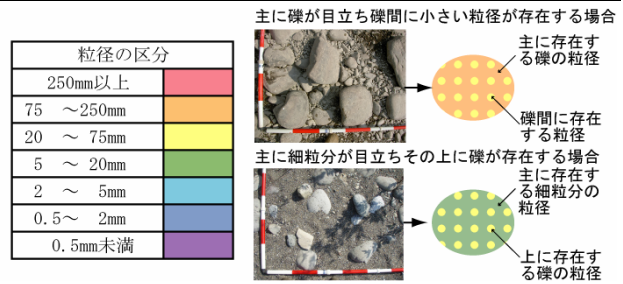 粒径の区分
250mm以上
75 ～250mm
20 ～ 75mm
5 ～ 20mm
2 ～ 5mm
0.5～ 2mm
0.5mm未満
主に礫が目立ち礫間に小さい粒径が存在する場合
主に存在す
る礫の粒径
礫間に存在
する粒径
主に細粒分が目立ちその上に礫が存在する場合
主に存在す
る細粒分の
粒径
上に存在す
る礫の粒径